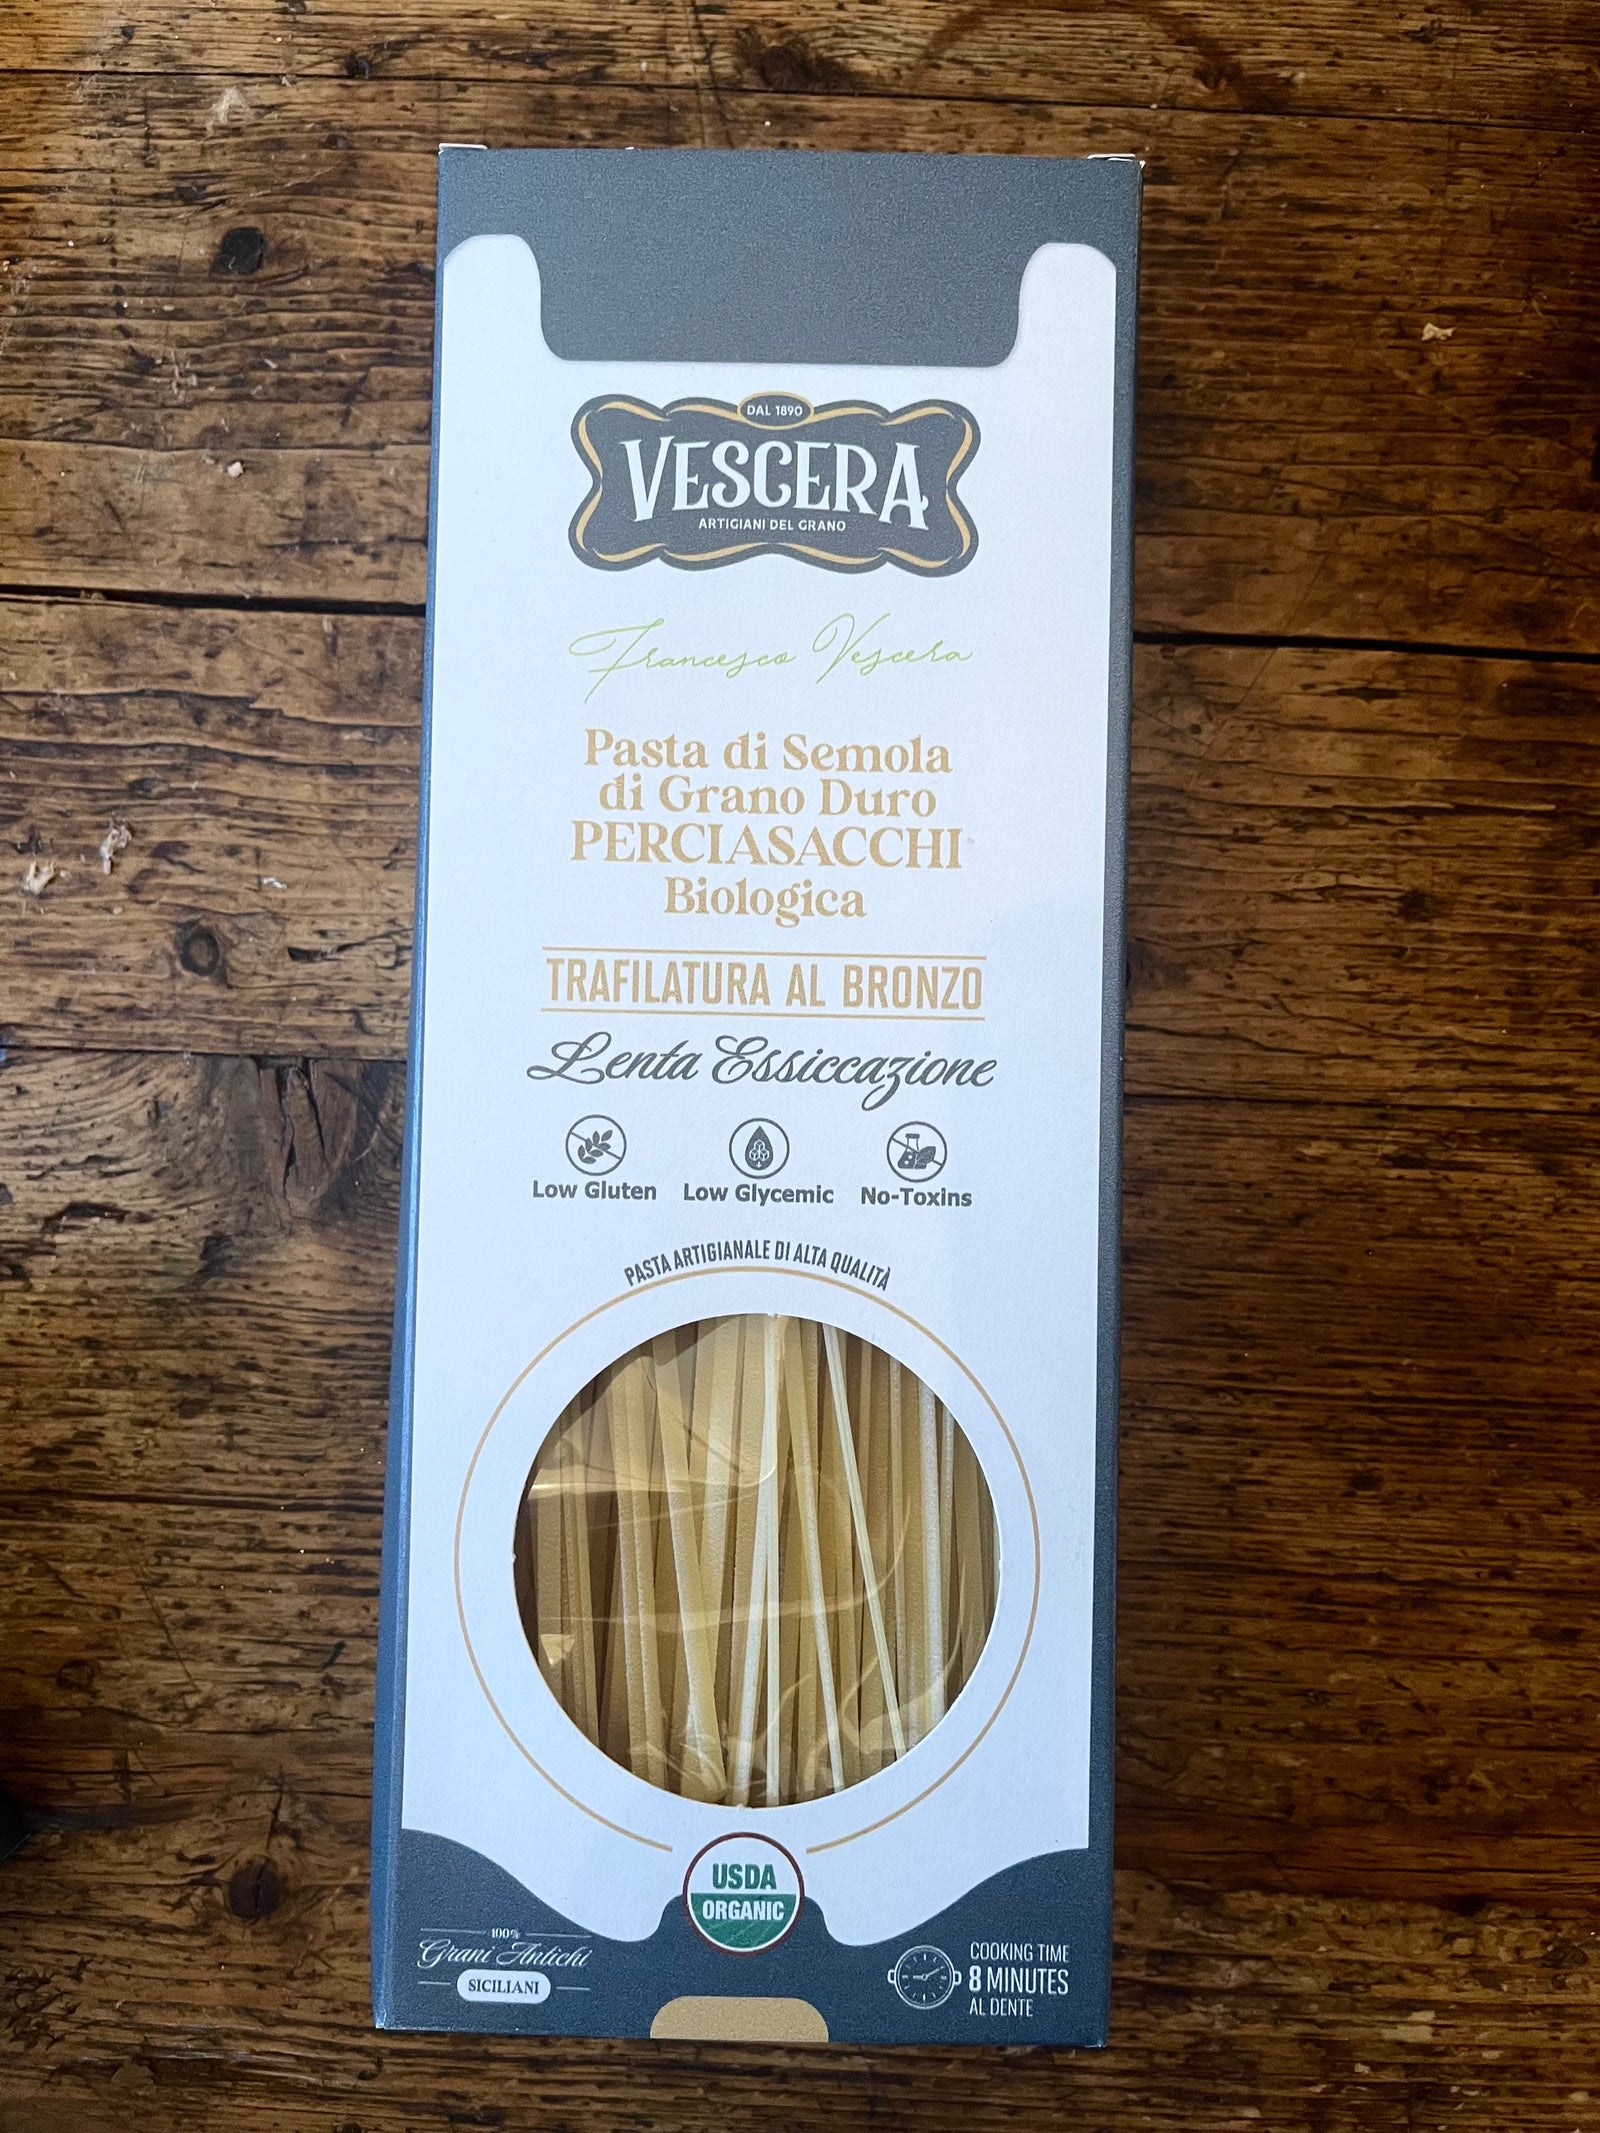 DAL 1890
VESCERA
ARTIGIANI DEL GRANO
Francesco Vescera
Pasta di Semola
di Grano Duro
PERCIASACCHI
Biologica
TRAFILATURA AL BRONZO
Lenta Essiccazione
Low Gluten Low Glycemic No-Toxins
PASTA ARTIGIANALE DI ALTA QUALITÀ
USDA
ORGANIC
100%
Grani Antichi
SICILIANI
COOKING TIME
8 MINUTES
AL DENTE